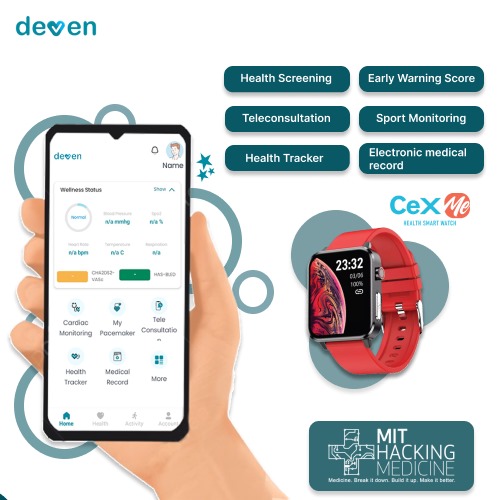 deven
Health Screening
Early Warning Score
Teleconsultation
Sport Monitoring
Health Tracker
Electronic medical
record
deven
Name
Wellness Status
Show
Normal
Blood Pressure
n/a mmhg
Spo2
n/a %
Heart Rate
n/a bpm
Temperature
n/a C
Respiration
n/a
-
CHA2DS2-
VASc
-
HAS-BLED
Cardiac
Monitoring
My
Pacemaker
Tele
Consultatio
n
Health
Tracker
Medical
Record
More
Home
Health
Activity
Account
CeX Me
HEALTH SMART WATCH
23:32
03/06
100%
MIT
HACKING
MEDICINE
Medicine. Break it down. Build it up. Make it better.